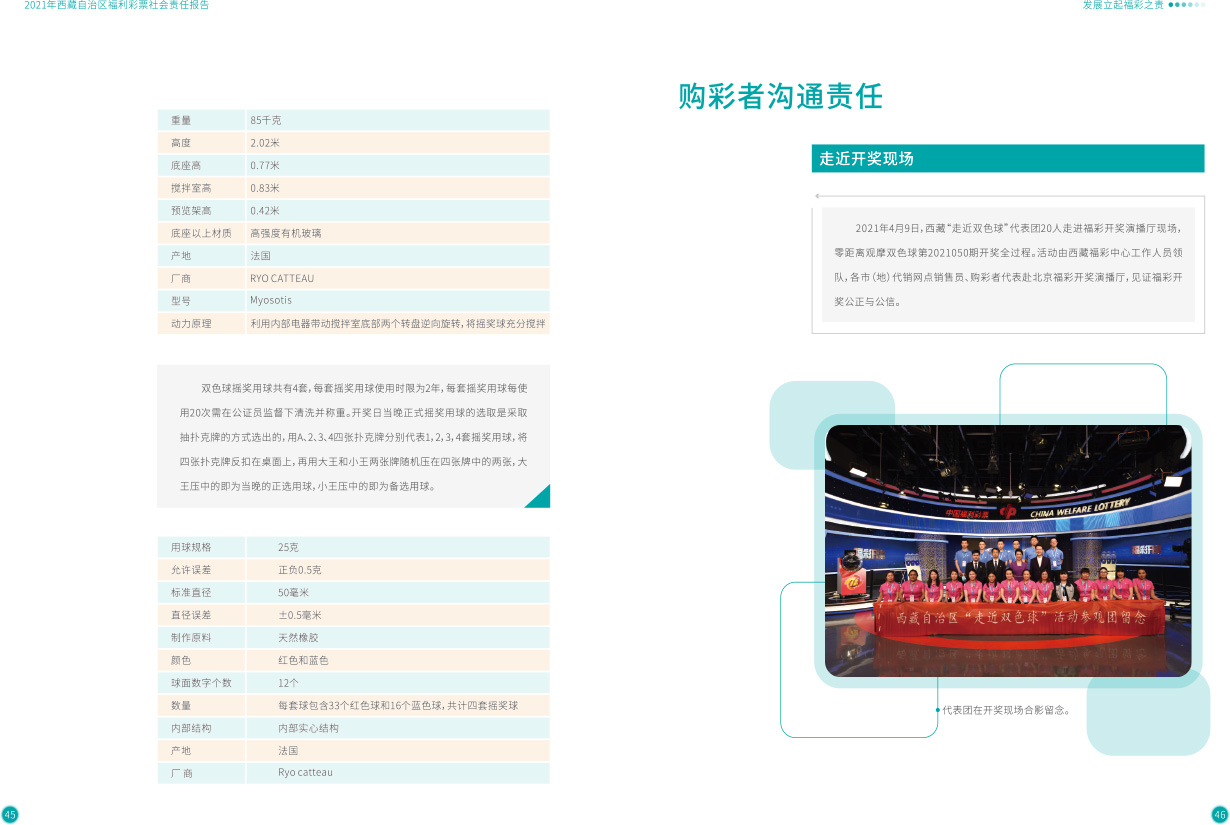 2021年西藏自治区福利彩票社会责任报告
重量 85千克
高度 2.02米
底座高 0.77米
搅拌室高 0.83米
预览架高 0.42米
底座以上材质 高强度有机玻璃
产地 法国
厂商 RYO CATTEAU
型号 Myosotis
动力原理 利用内部电器带动搅拌室底部两个转盘逆向旋转,将摇奖球充分搅拌
双色球摇奖用球共有4套,每套摇奖用球使用时限为2年,每套摇奖用球每使
用20次需在公证员监督下清洗并称重。开奖日当晚正式摇奖用球的选取是采取
抽扑克牌的方式选出的,用A、2、3、4四张扑克牌分别代表1,2,3,4套摇奖用球,将
四张扑克牌反扣在桌面上,再用大王和小王两张牌随机压在四张牌中的两张,大
王压中的即为当晚的正选用球,小王压中的即为备选用球。
用球规格 25克
允许误差 正负0.5克
标准直径 50毫米
直径误差 ±0.5毫米
制作原料 天然橡胶
颜色 红色和蓝色
球面数字个数 12个
数量 每套球包含33个红色球和16个蓝色球,共计四套摇奖球
内部结构 内部实心结构
产地 法国
厂 商 Ryo catteau
45
发展立起福彩之责
购彩者沟通责任
走近开奖现场
2021年4月9日,西藏“走近双色球”代表团20人走进福彩开奖演播厅现场,
零距离观摩双色球第2021050期开奖全过程。活动由西藏福彩中心工作人员领
队,各市(地)代销网点销售员、购彩者代表赴北京福彩开奖演播厅,见证福彩开
奖公正与公信。
中国福利彩票 CHINA WELFARE LOTTERY
西藏自治区“走近双色球”活动参观团留念
代表团在开奖现场合影留念。
46